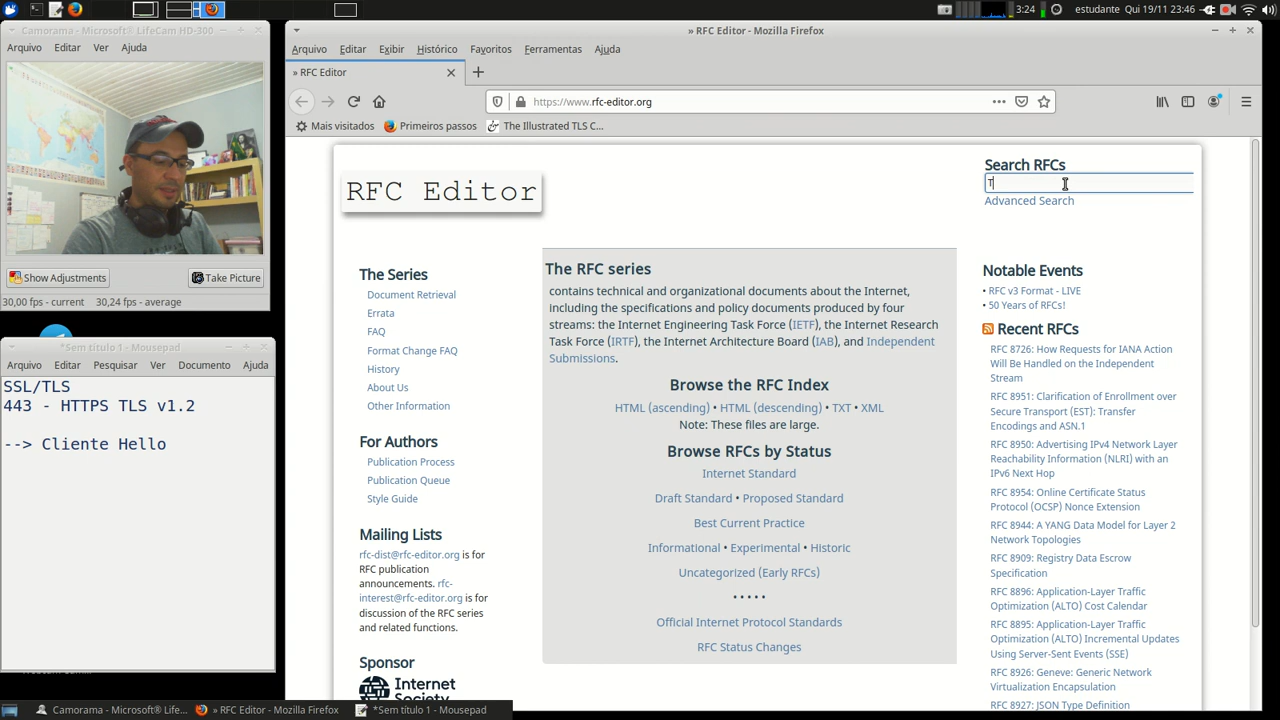 3:24
estudante Qui 19/11 23:46
Camorama - Microsoft® LifeCam HD-300
Arquivo Editar Ver Ajuda
Show Adjustments
Take Picture
30,00 fps - current 30,24 fps - average
*Sem título 1 - Mousepad
Arquivo Editar Pesquisar Ver Documento Ajuda
SSL/TLS
443 - HTTPS TLS v1.2
--> Cliente Hello
» RFC Editor - Mozilla Firefox
Arquivo Editar Exibir Histórico Favoritos Ferramentas Ajuda
» RFC Editor
https://www.rfc-editor.org
Mais visitados Primeiros passos The Illustrated TLS C...
RFC Editor
Search RFCs
T
Advanced Search
The Series
Document Retrieval
Errata
FAQ
Format Change FAQ
History
About Us
Other Information
For Authors
Publication Process
Publication Queue
Style Guide
Mailing Lists
rfc-dist@rfc-editor.org is for
RFC publication
announcements. rfc-
interest@rfc-editor.org is for
discussion of the RFC series
and related functions.
Sponsor
Internet
Society
The RFC series
contains technical and organizational documents about the Internet,
including the specifications and policy documents produced by four
streams: the Internet Engineering Task Force (IETF), the Internet Research
Task Force (IRTF), the Internet Architecture Board (IAB), and Independent
Submissions.
Browse the RFC Index
HTML (ascending) • HTML (descending) • TXT • XML
Note: These files are large.
Browse RFCs by Status
Internet Standard
Draft Standard • Proposed Standard
Best Current Practice
Informational • Experimental • Historic
Uncategorized (Early RFCs)
• • • • •
Official Internet Protocol Standards
RFC Status Changes
Notable Events
• RFC v3 Format - LIVE
• 50 Years of RFCs!
Recent RFCs
RFC 8726: How Requests for IANA Action
Will Be Handled on the Independent
Stream
RFC 8951: Clarification of Enrollment over
Secure Transport (EST): Transfer
Encodings and ASN.1
RFC 8950: Advertising IPv4 Network Layer
Reachability Information (NLRI) with an
IPv6 Next Hop
RFC 8954: Online Certificate Status
Protocol (OCSP) Nonce Extension
RFC 8944: A YANG Data Model for Layer 2
Network Topologies
RFC 8909: Registry Data Escrow
Specification
RFC 8896: Application-Layer Traffic
Optimization (ALTO) Cost Calendar
RFC 8895: Application-Layer Traffic
Optimization (ALTO) Incremental Updates
Using Server-Sent Events (SSE)
RFC 8926: Geneve: Generic Network
Virtualization Encapsulation
RFC 8927: JSON Type Definition
Camorama - Microsoft® Life... » RFC Editor - Mozilla Firefox *Sem título 1 - Mousepad